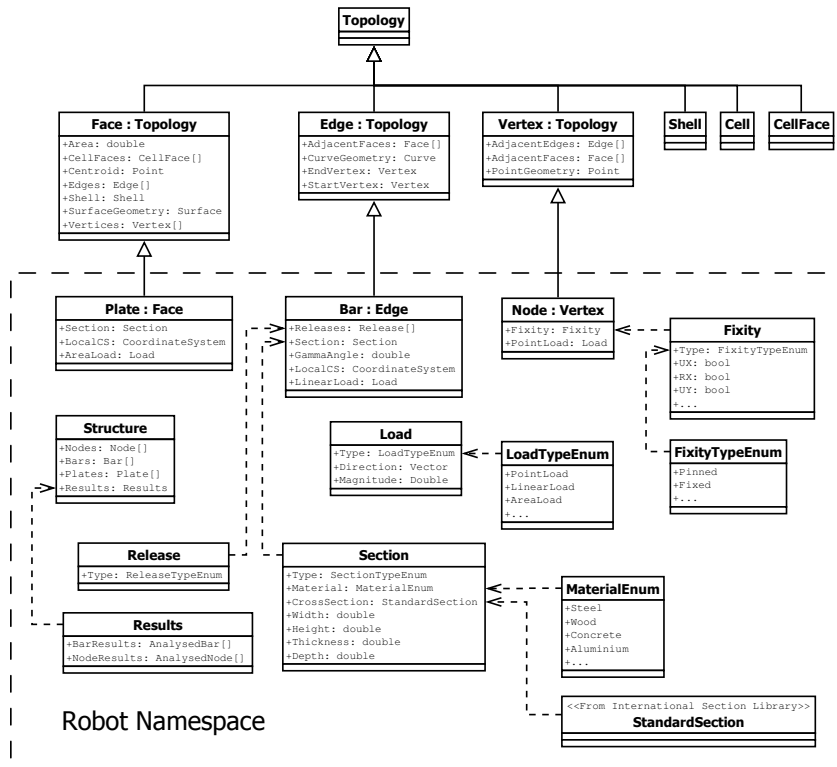 Topology
Face : Topology
+Area: double
+CellFaces: CellFace[]
+Centroid: Point
+Edges: Edge[]
+Shell: Shell
+SurfaceGeometry: Surface
+Vertices: Vertex[]
Edge : Topology
+AdjacentFaces: Face[]
+CurveGeometry: Curve
+EndVertex: Vertex
+StartVertex: Vertex
Vertex : Topology
+AdjacentEdges: Edge[]
+AdjacentFaces: Face[]
+PointGeometry: Point
Shell
Cell
CellFace
Plate : Face
+Section: Section
+LocalCS: CoordinateSystem
+AreaLoad: Load
Bar : Edge
+Releases: Release[]
+Section: Section
+GammaAngle: double
+LocalCS: CoordinateSystem
+LinearLoad: Load
Node : Vertex
+Fixity: Fixity
+PointLoad: Load
Fixity
+Type: FixityTypeEnum
+UX: bool
+RX: bool
+UY: bool
+...
Structure
+Nodes: Node[]
+Bars: Bar[]
+Plates: Plate[]
+Results: Results
Load
+Type: LoadTypeEnum
+Direction: Vector
+Magnitude: Double
LoadTypeEnum
+PointLoad
+LinearLoad
+AreaLoad
+...
FixityTypeEnum
+Pinned
+Fixed
+...
Release
+Type: ReleaseTypeEnum
Section
+Type: SectionTypeEnum
+Material: MaterialEnum
+CrossSection: StandardSection
+Width: double
+Height: double
+Thickness: double
+Depth: double
MaterialEnum
+Steel
+Wood
+Concrete
+Aluminium
+...
Results
+BarResults: AnalysedBar[]
+NodeResults: AnalysedNode[]
<<From International Section Library>>
StandardSection
Robot Namespace